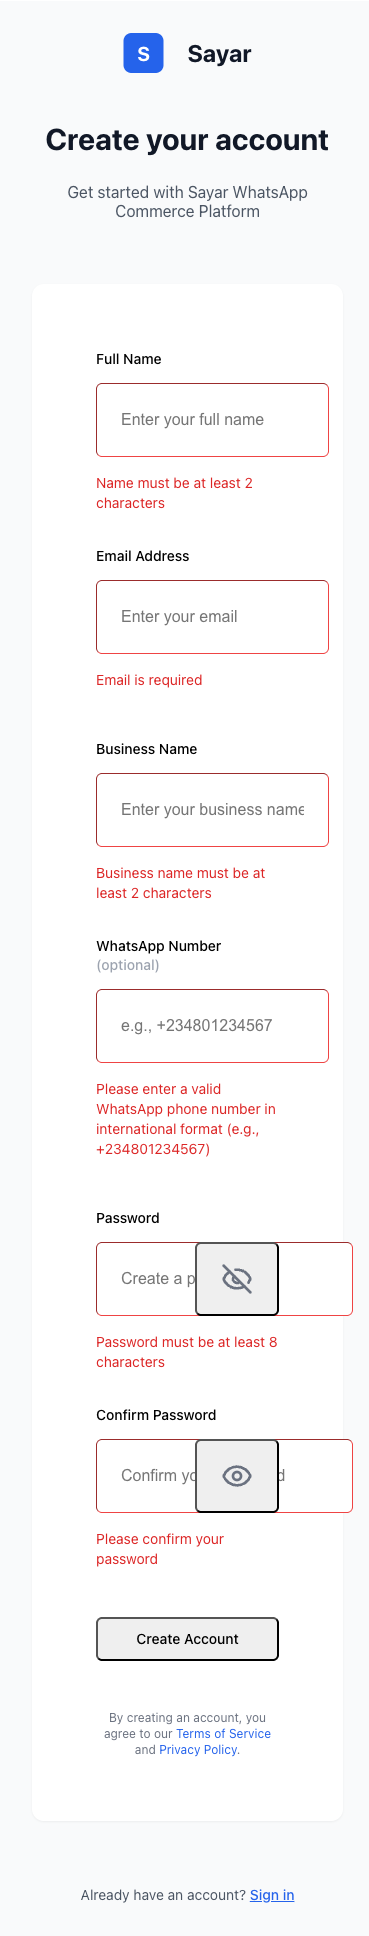 S Sayar
Create your account
Get started with Sayar WhatsApp
Commerce Platform
Full Name
Enter your full name
Name must be at least 2
characters
Email Address
Enter your email
Email is required
Business Name
Enter your business name
Business name must be at
least 2 characters
WhatsApp Number
(optional)
e.g., +234801234567
Please enter a valid
WhatsApp phone number in
international format (e.g.,
+234801234567)
Password
Create a p
Password must be at least 8
characters
Confirm Password
Confirm yo d
Please confirm your
password
Create Account
By creating an account, you
agree to our Terms of Service
and Privacy Policy.
Already have an account? Sign in